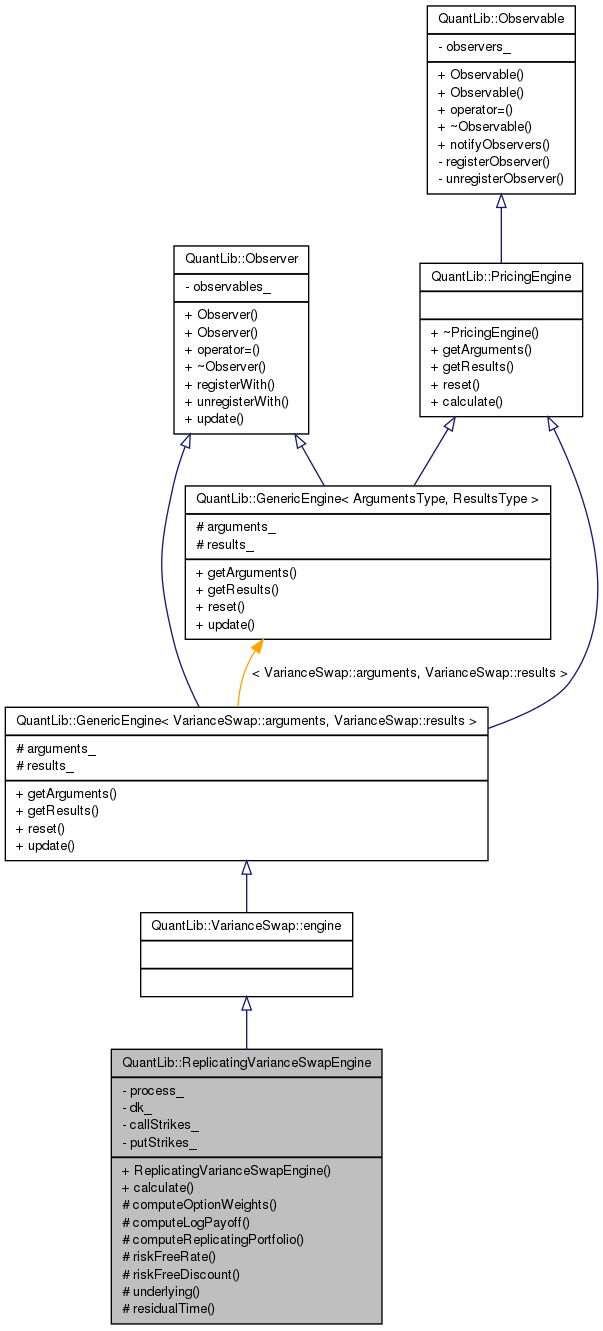 QuantLib::Observable
- observers_
+ Observable()
+ Observable()
+ operator=()
+ ~Observable()
+ notifyObservers()
- registerObserver()
- unregisterObserver()
QuantLib::Observer
- observables_
+ Observer()
+ Observer()
+ operator=()
+ ~Observer()
+ registerWith()
+ unregisterWith()
+ update()
QuantLib::PricingEngine
+ ~PricingEngine()
+ getArguments()
+ getResults()
+ reset()
+ calculate()
QuantLib::GenericEngine< ArgumentsType, ResultsType >
# arguments_
# results_
+ getArguments()
+ getResults()
+ reset()
+ update()
< VarianceSwap::arguments, VarianceSwap::results >
QuantLib::GenericEngine< VarianceSwap::arguments, VarianceSwap::results >
# arguments_
# results_
+ getArguments()
+ getResults()
+ reset()
+ update()
QuantLib::VarianceSwap::engine
QuantLib::ReplicatingVarianceSwapEngine
- process_
- dk_
- callStrikes_
- putStrikes_
+ ReplicatingVarianceSwapEngine()
+ calculate()
# computeOptionWeights()
# computeLogPayoff()
# computeReplicatingPortfolio()
# riskFreeRate()
# riskFreeDiscount()
# underlying()
# residualTime()